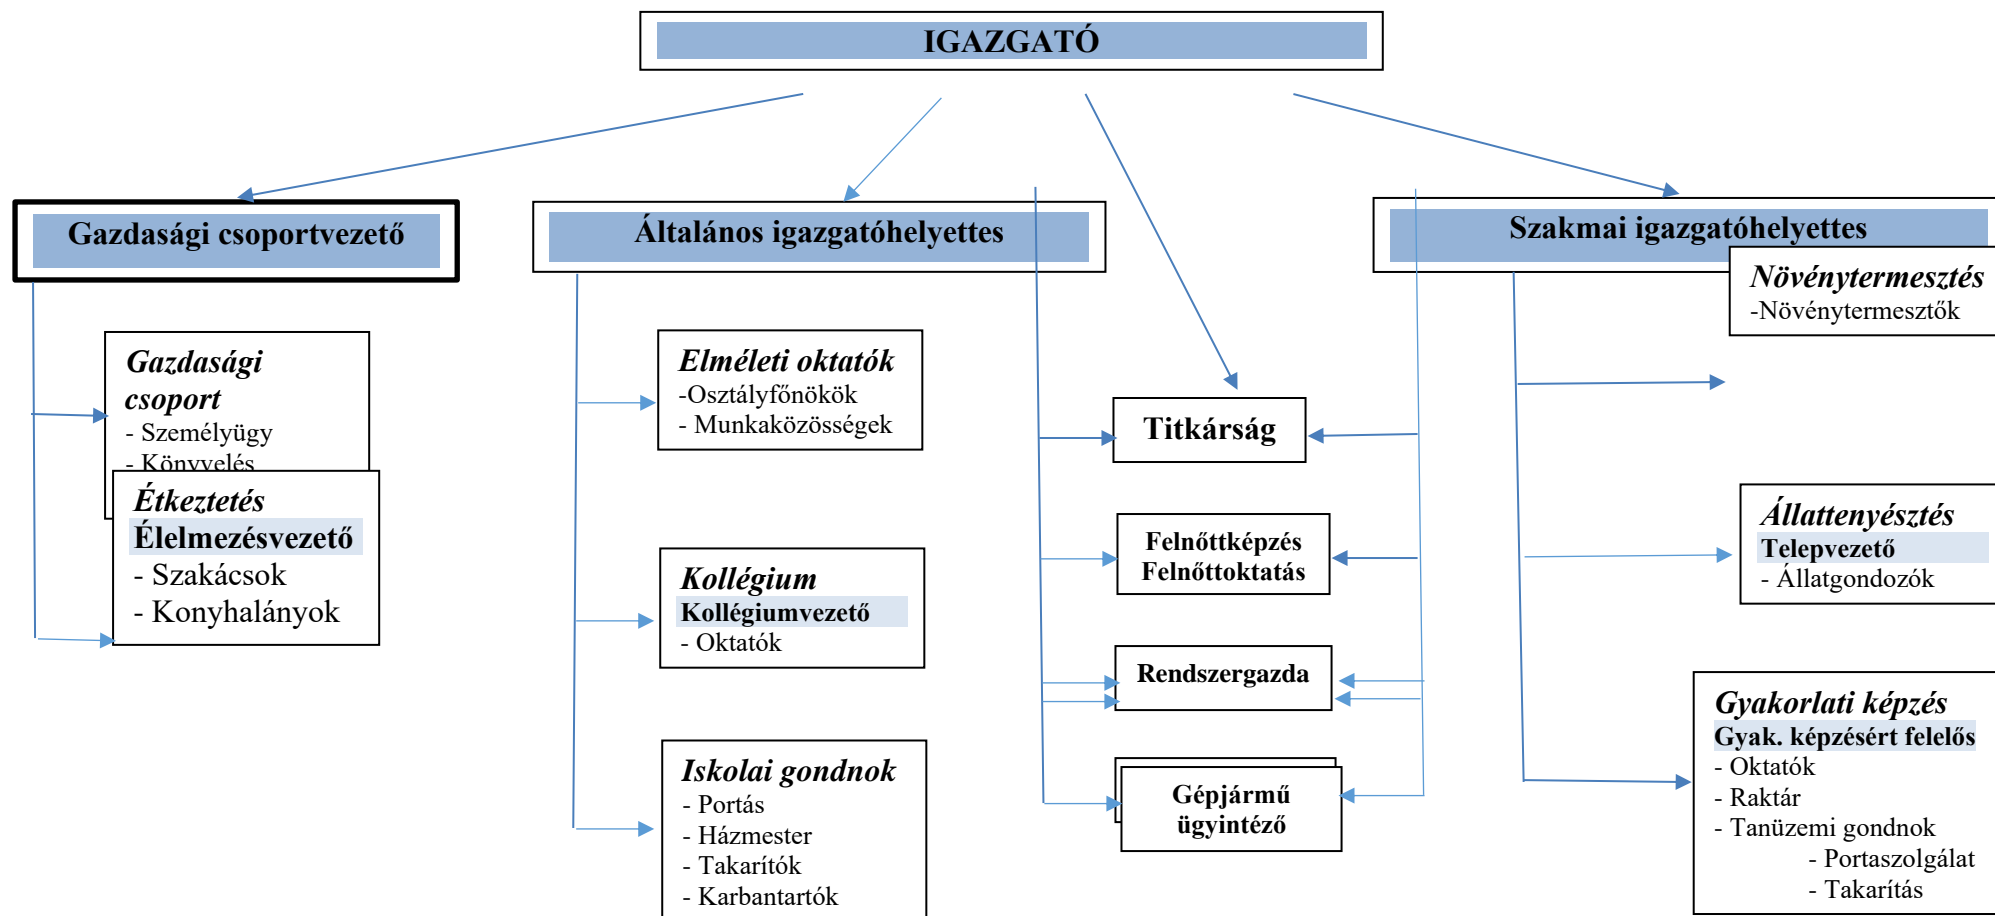 IGAZGATÓ
Gazdasági csoportvezető
Általános igazgatóhelyettes
Szakmai igazgatóhelyettes
Gazdasági
csoport
- Személyügy
- Könyvelés
Étkeztetés
Élelmezésvezető
- Szakácsok
- Konyhalányok
Elméleti oktatók
-Osztályfőnökök
- Munkaközösségek
Kollégium
Kollégiumvezető
- Oktatók
Iskolai gondnok
- Portás
- Házmester
- Takarítók
- Karbantartók
Titkárság
Felnőttképzés
Felnőttoktatás
Rendszergazda
Gépjármű
ügyintéző
Növénytermesztés
-Növénytermesztők
Állattenyésztés
Telepvezető
- Állatgondozók
Gyakorlati képzés
Gyak. képzésért felelős
- Oktatók
- Raktár
- Tanüzemi gondnok
- Portaszolgálat
- Takarítás